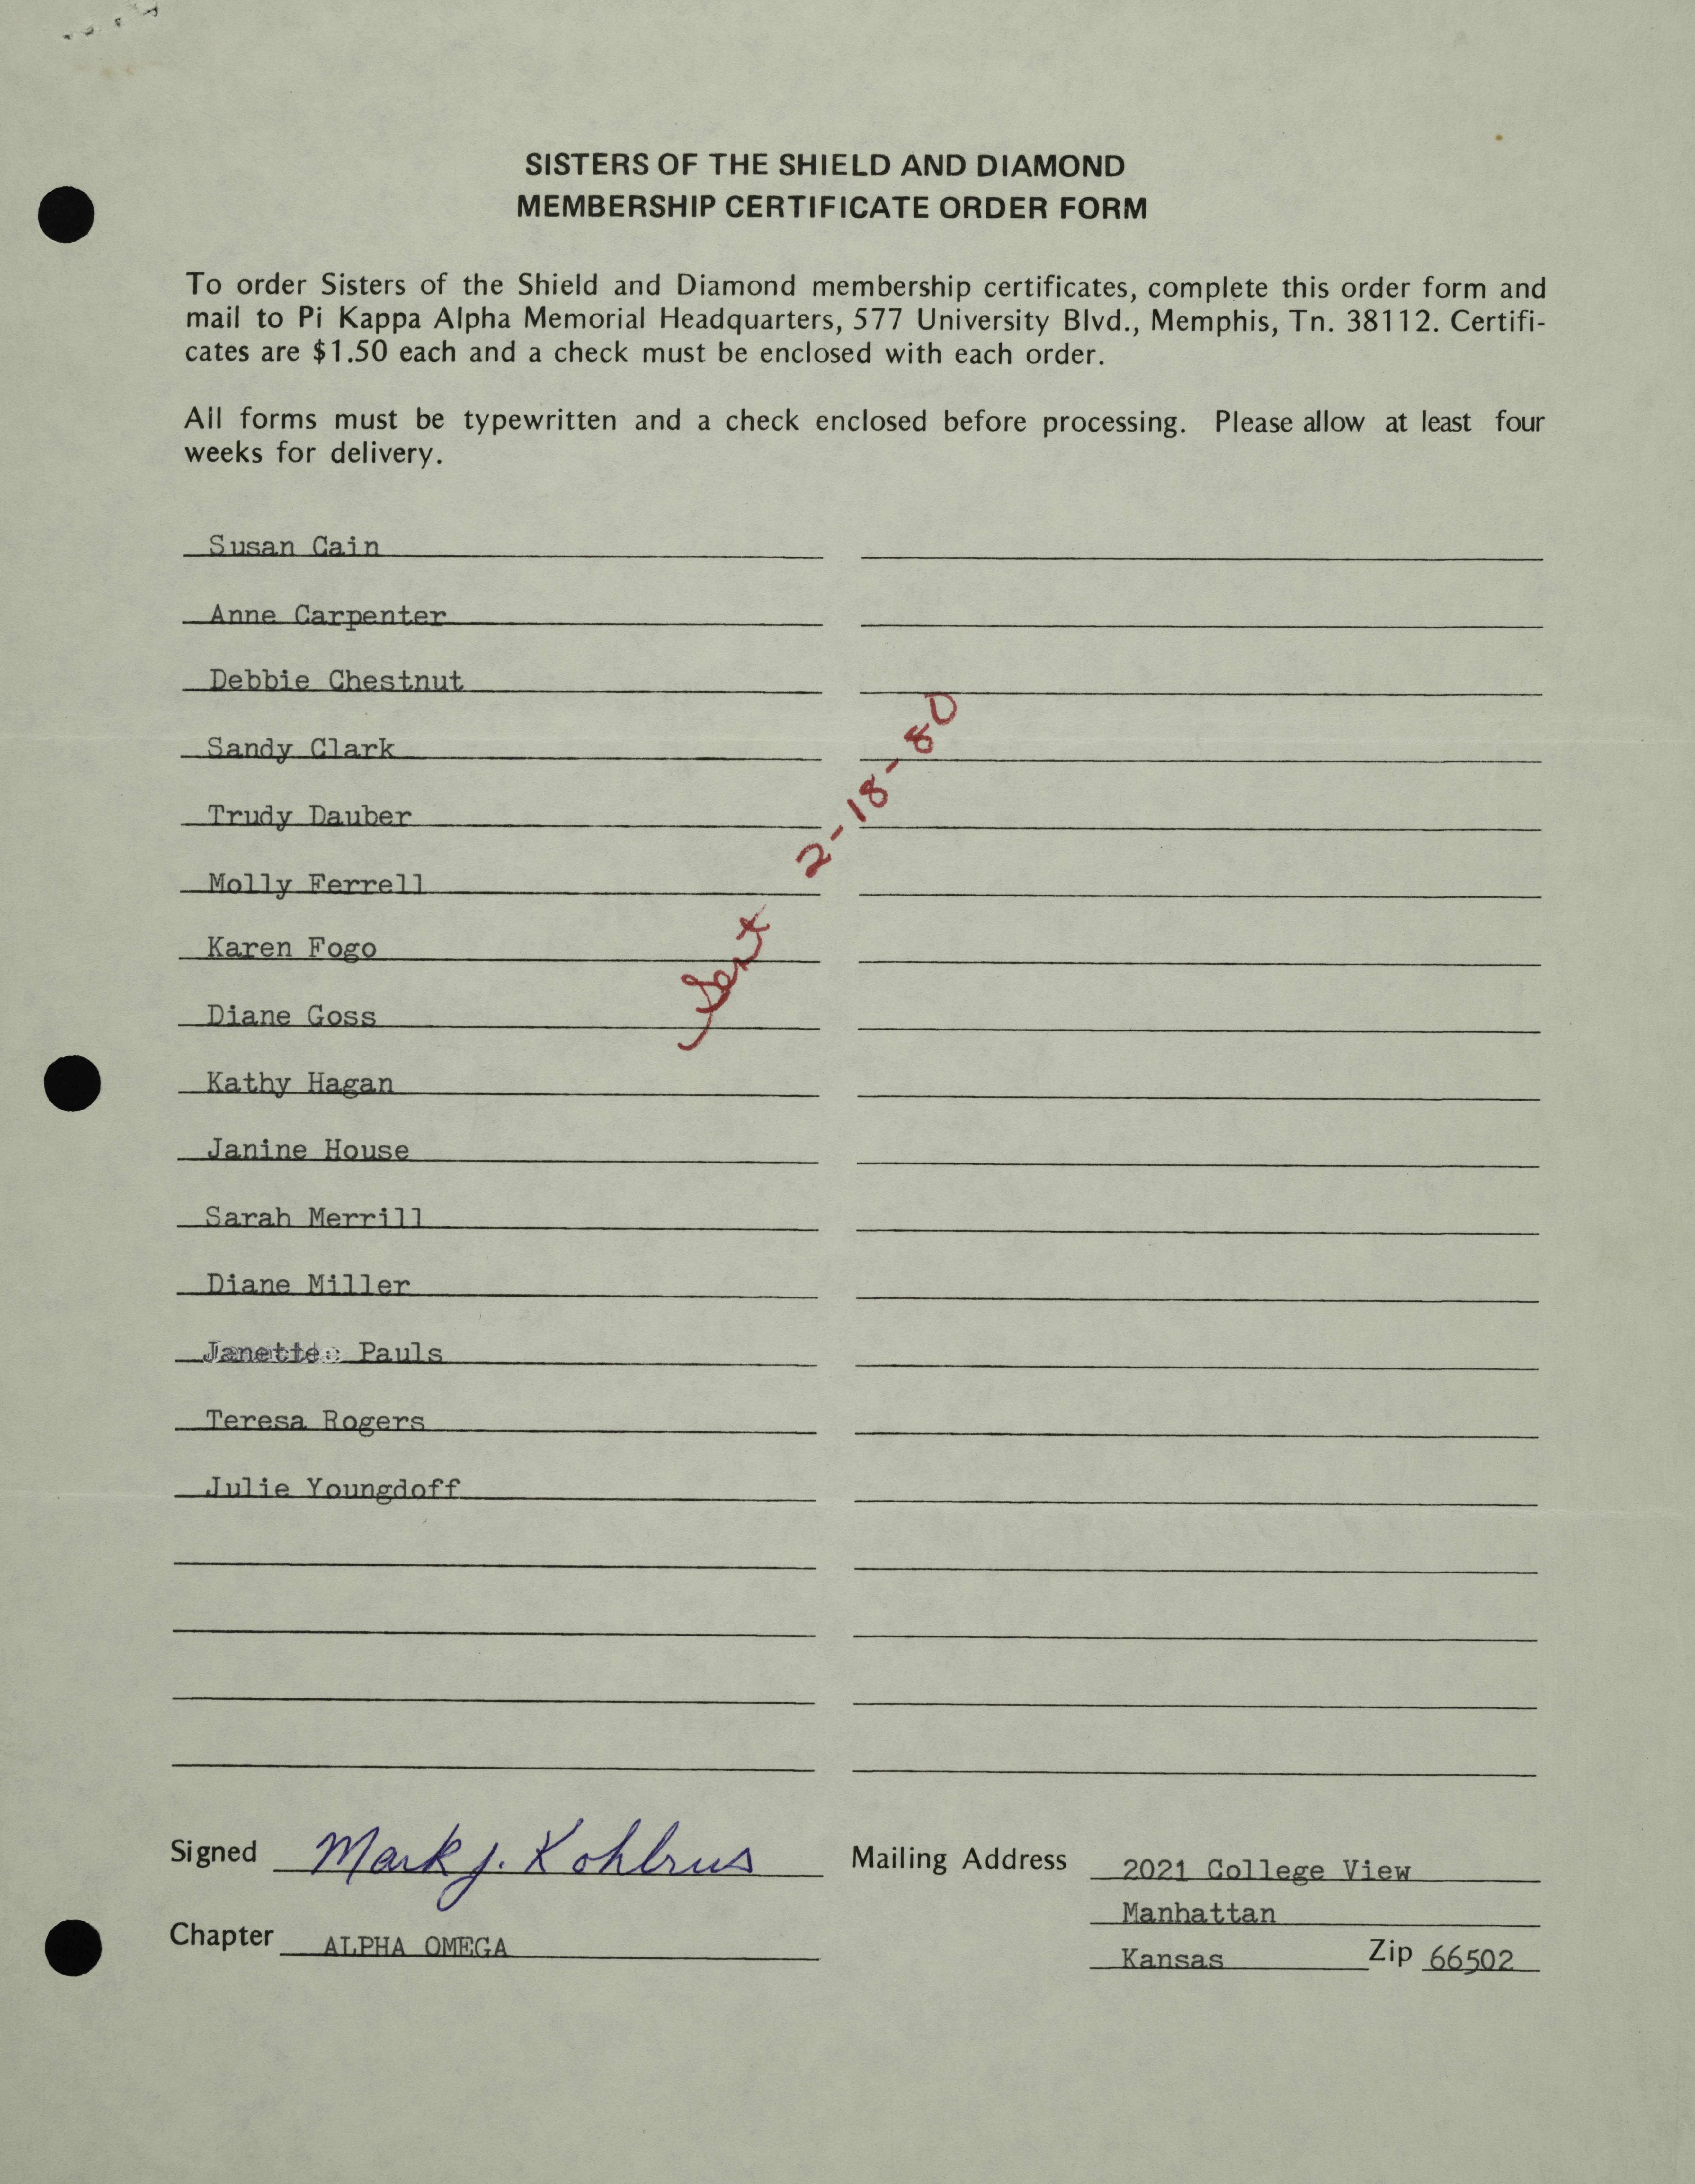 SISTERS OF THE SHIELD AND DIAMOND
MEMBERSHIP CERTIFICATE ORDER FORM
To order Sisters of the Shield and Diamond membership certificates, complete this order form and
mail to Pi Kappa Alpha Memorial Headquarters, 577 University Blvd., Memphis, Tn. 38112. Certifi-
cates are $1.50 each and a check must be enclosed with each order.
All forms must be typewritten and a check enclosed before processing. Please allow at least four
weeks for delivery.
Susan Cain
Anne Carpenter
Debbie Chestnut
Sandy Clark
Trudy Dauber
Molly Ferrell
Karen Fogo
Diane Goss
Kathy Hagan
Janine House
Sarah Merrill
Diane Miller
Janette Pauls
Teresa Rogers
Julie Youngdoff
Sent 2-18-80
Signed Mark J. Kohlrus
Chapter ALPHA OMEGA
Mailing Address 2021 College View
Manhattan
Kansas Zip 66502